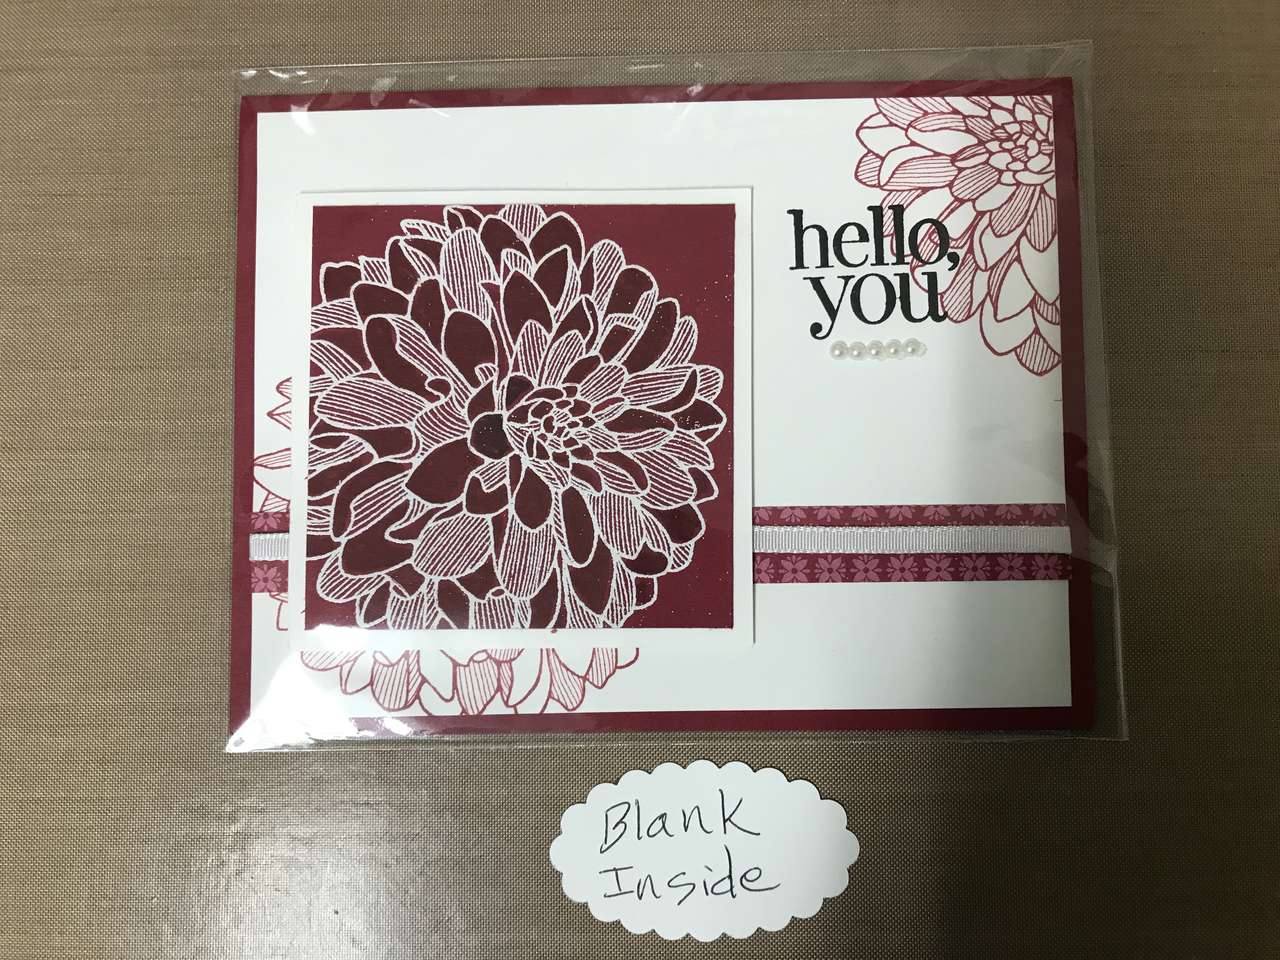 hello,
you
Blank
Inside